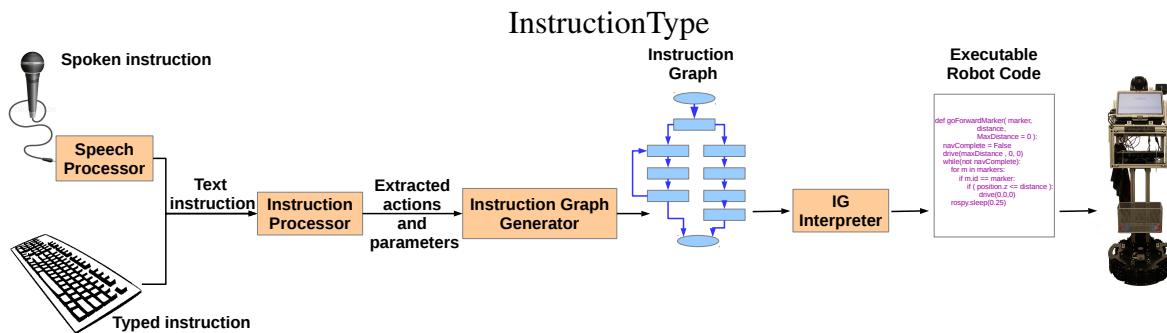 InstructionType
Spoken instruction
Speech
Processor
Text
instruction
Typed instruction
Instruction
Processor
Extracted
actions
and
parameters
Instruction Graph
Generator
Instruction
Graph
IG
Interpreter
Executable
Robot Code
def goForwardMarker( marker,
distance,
MaxDistance = 0 ):
navComplete = False
drive(maxDistance , 0, 0)
while(not navComplete):
for m in markers:
if m.id == marker:
if ( position.z <= distance ):
drive(0.0,0)
rospy.sleep(0.25)